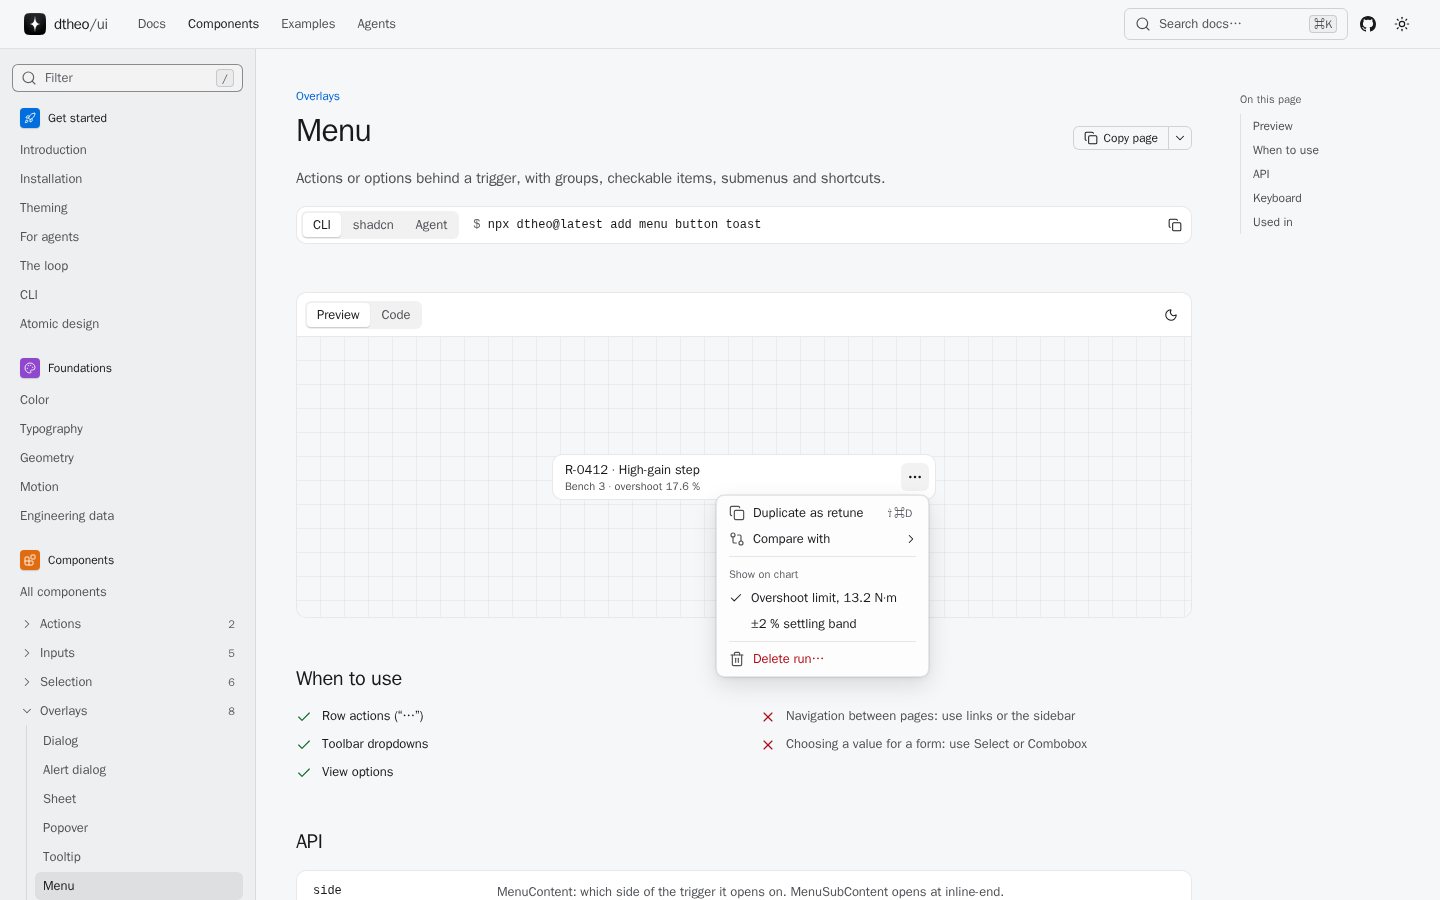 dtheo/ui
Docs
Components
Examples
Agents
Search docs…
⌘K
Filter
/
Get started
Introduction
Installation
Theming
For agents
The loop
CLI
Atomic design
Foundations
Color
Typography
Geometry
Motion
Engineering data
Components
All components
Actions 2
Inputs 5
Selection 6
Overlays 8
Dialog
Alert dialog
Sheet
Popover
Tooltip
Menu
Overlays
Menu
Copy page
Actions or options behind a trigger, with groups, checkable items, submenus and shortcuts.
CLI shadcn Agent $ npx dtheo@latest add menu button toast
Preview Code
R-0412 · High-gain step
Bench 3 · overshoot 17.6 %
Duplicate as retune ⇧⌘D
Compare with
Show on chart
Overshoot limit, 13.2 N·m
±2 % settling band
Delete run…
When to use
Row actions (“…”)
Toolbar dropdowns
View options
Navigation between pages: use links or the sidebar
Choosing a value for a form: use Select or Combobox
API
side MenuContent: which side of the trigger it opens on. MenuSubContent opens at inline-end.
On this page
Preview
When to use
API
Keyboard
Used in